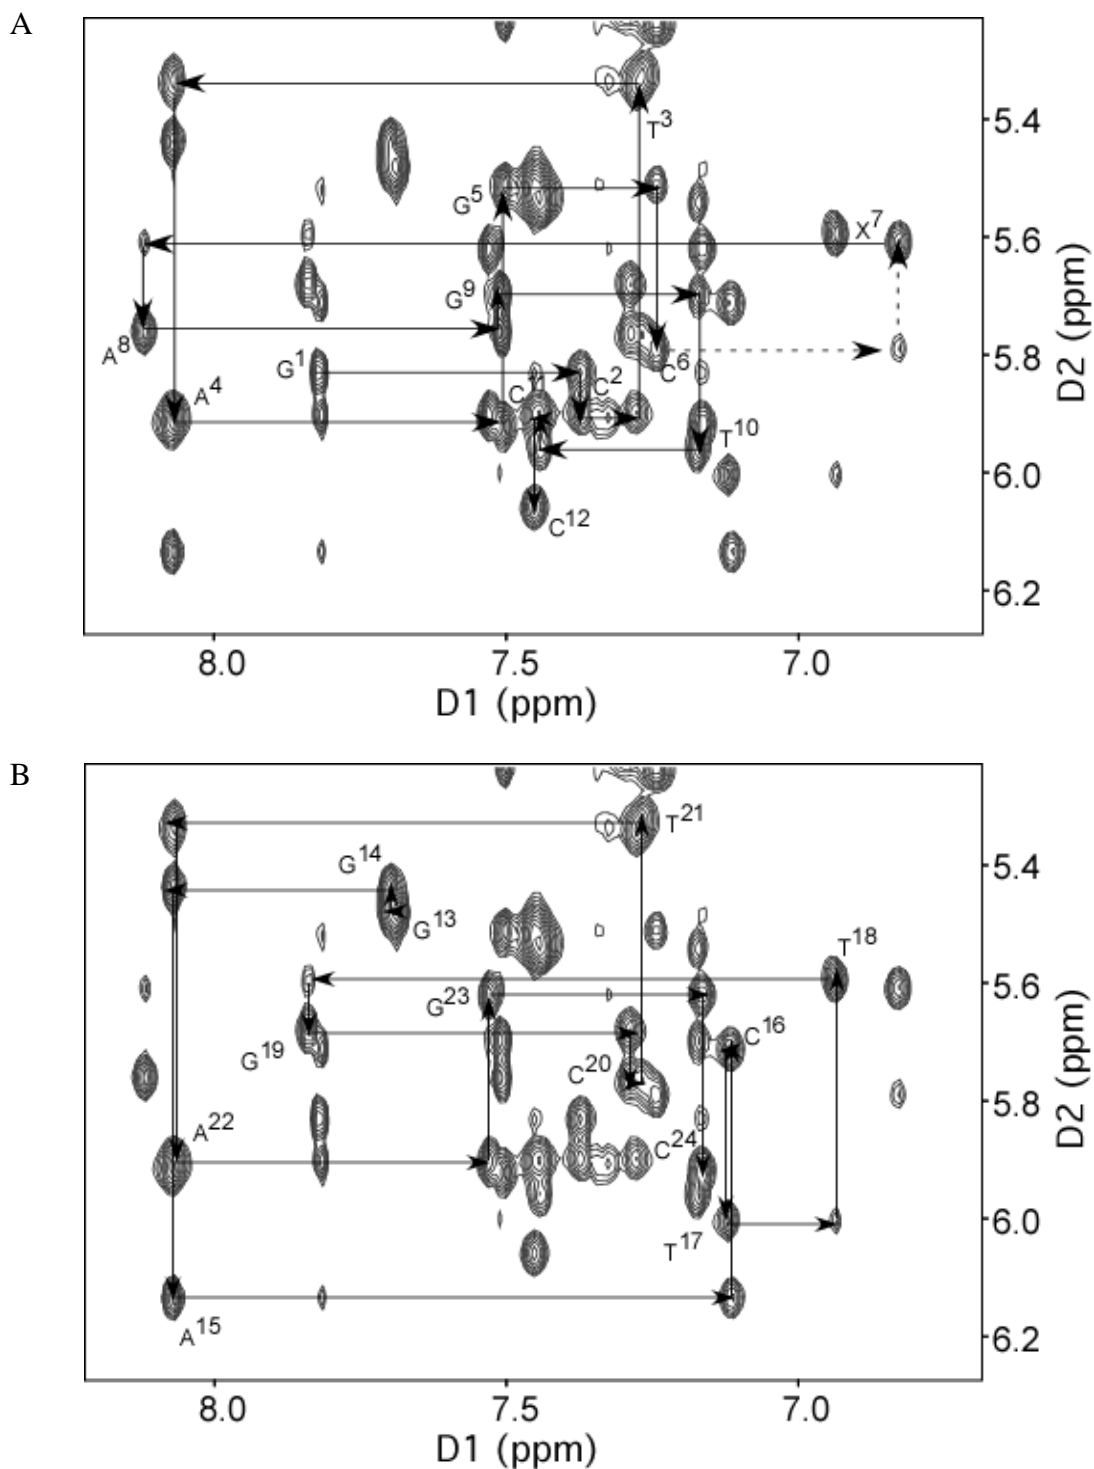 A
T3
5.4
G5
X7
5.6
G9
A8
C6
5.8
G1
A4
C11
C2
T10
6.0
C12
6.2
8.0
7.5
7.0
D1 (ppm)
D2 (ppm)
B
T21
5.4
G14
G13
T18
5.6
G23
C16
G19
C20
5.8
A22
C24
T17
6.0
A15
6.2
8.0
7.5
7.0
D1 (ppm)
D2 (ppm)